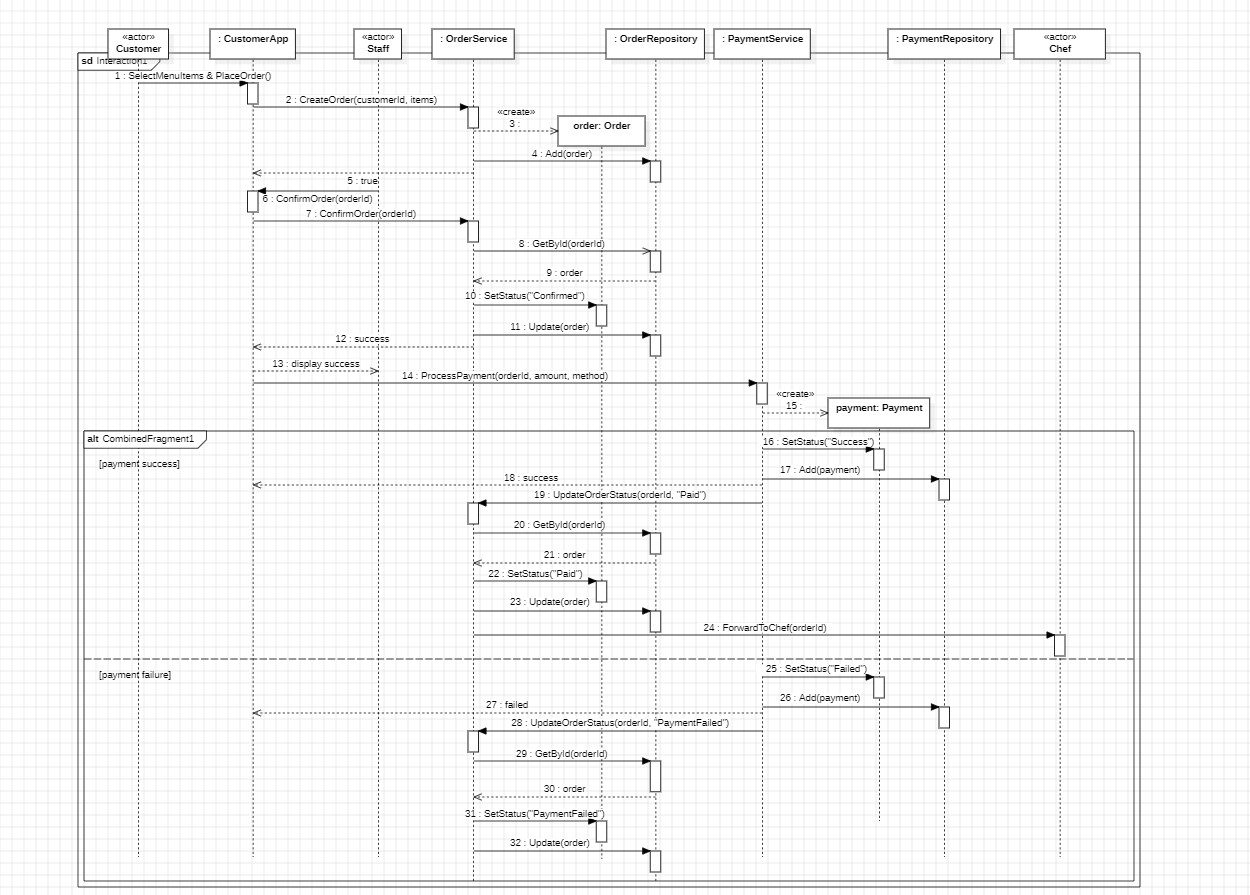 «actor»
Customer
: CustomerApp
«actor»
Staff
: OrderService
: OrderRepository
: PaymentService
: PaymentRepository
«actor»
Chef
sd Interaction1
1 : SelectMenuItems & PlaceOrder()
2 : CreateOrder(customerId, items)
«create»
3 :
order: Order
4 : Add(order)
5 : true
6 : ConfirmOrder(orderId)
7 : ConfirmOrder(orderId)
8 : GetById(orderId)
9 : order
10 : SetStatus("Confirmed")
11 : Update(order)
12 : success
13 : display success
14 : ProcessPayment(orderId, amount, method)
«create»
15 :
payment: Payment
alt CombinedFragment1
[payment success]
16 : SetStatus("Success")
17 : Add(payment)
18 : success
19 : UpdateOrderStatus(orderId, "Paid")
20 : GetById(orderId)
21 : order
22 : SetStatus("Paid")
23 : Update(order)
24 : ForwardToChef(orderId)
[payment failure]
25 : SetStatus("Failed")
26 : Add(payment)
27 : failed
28 : UpdateOrderStatus(orderId, "PaymentFailed")
29 : GetById(orderId)
30 : order
31 : SetStatus("PaymentFailed")
32 : Update(order)